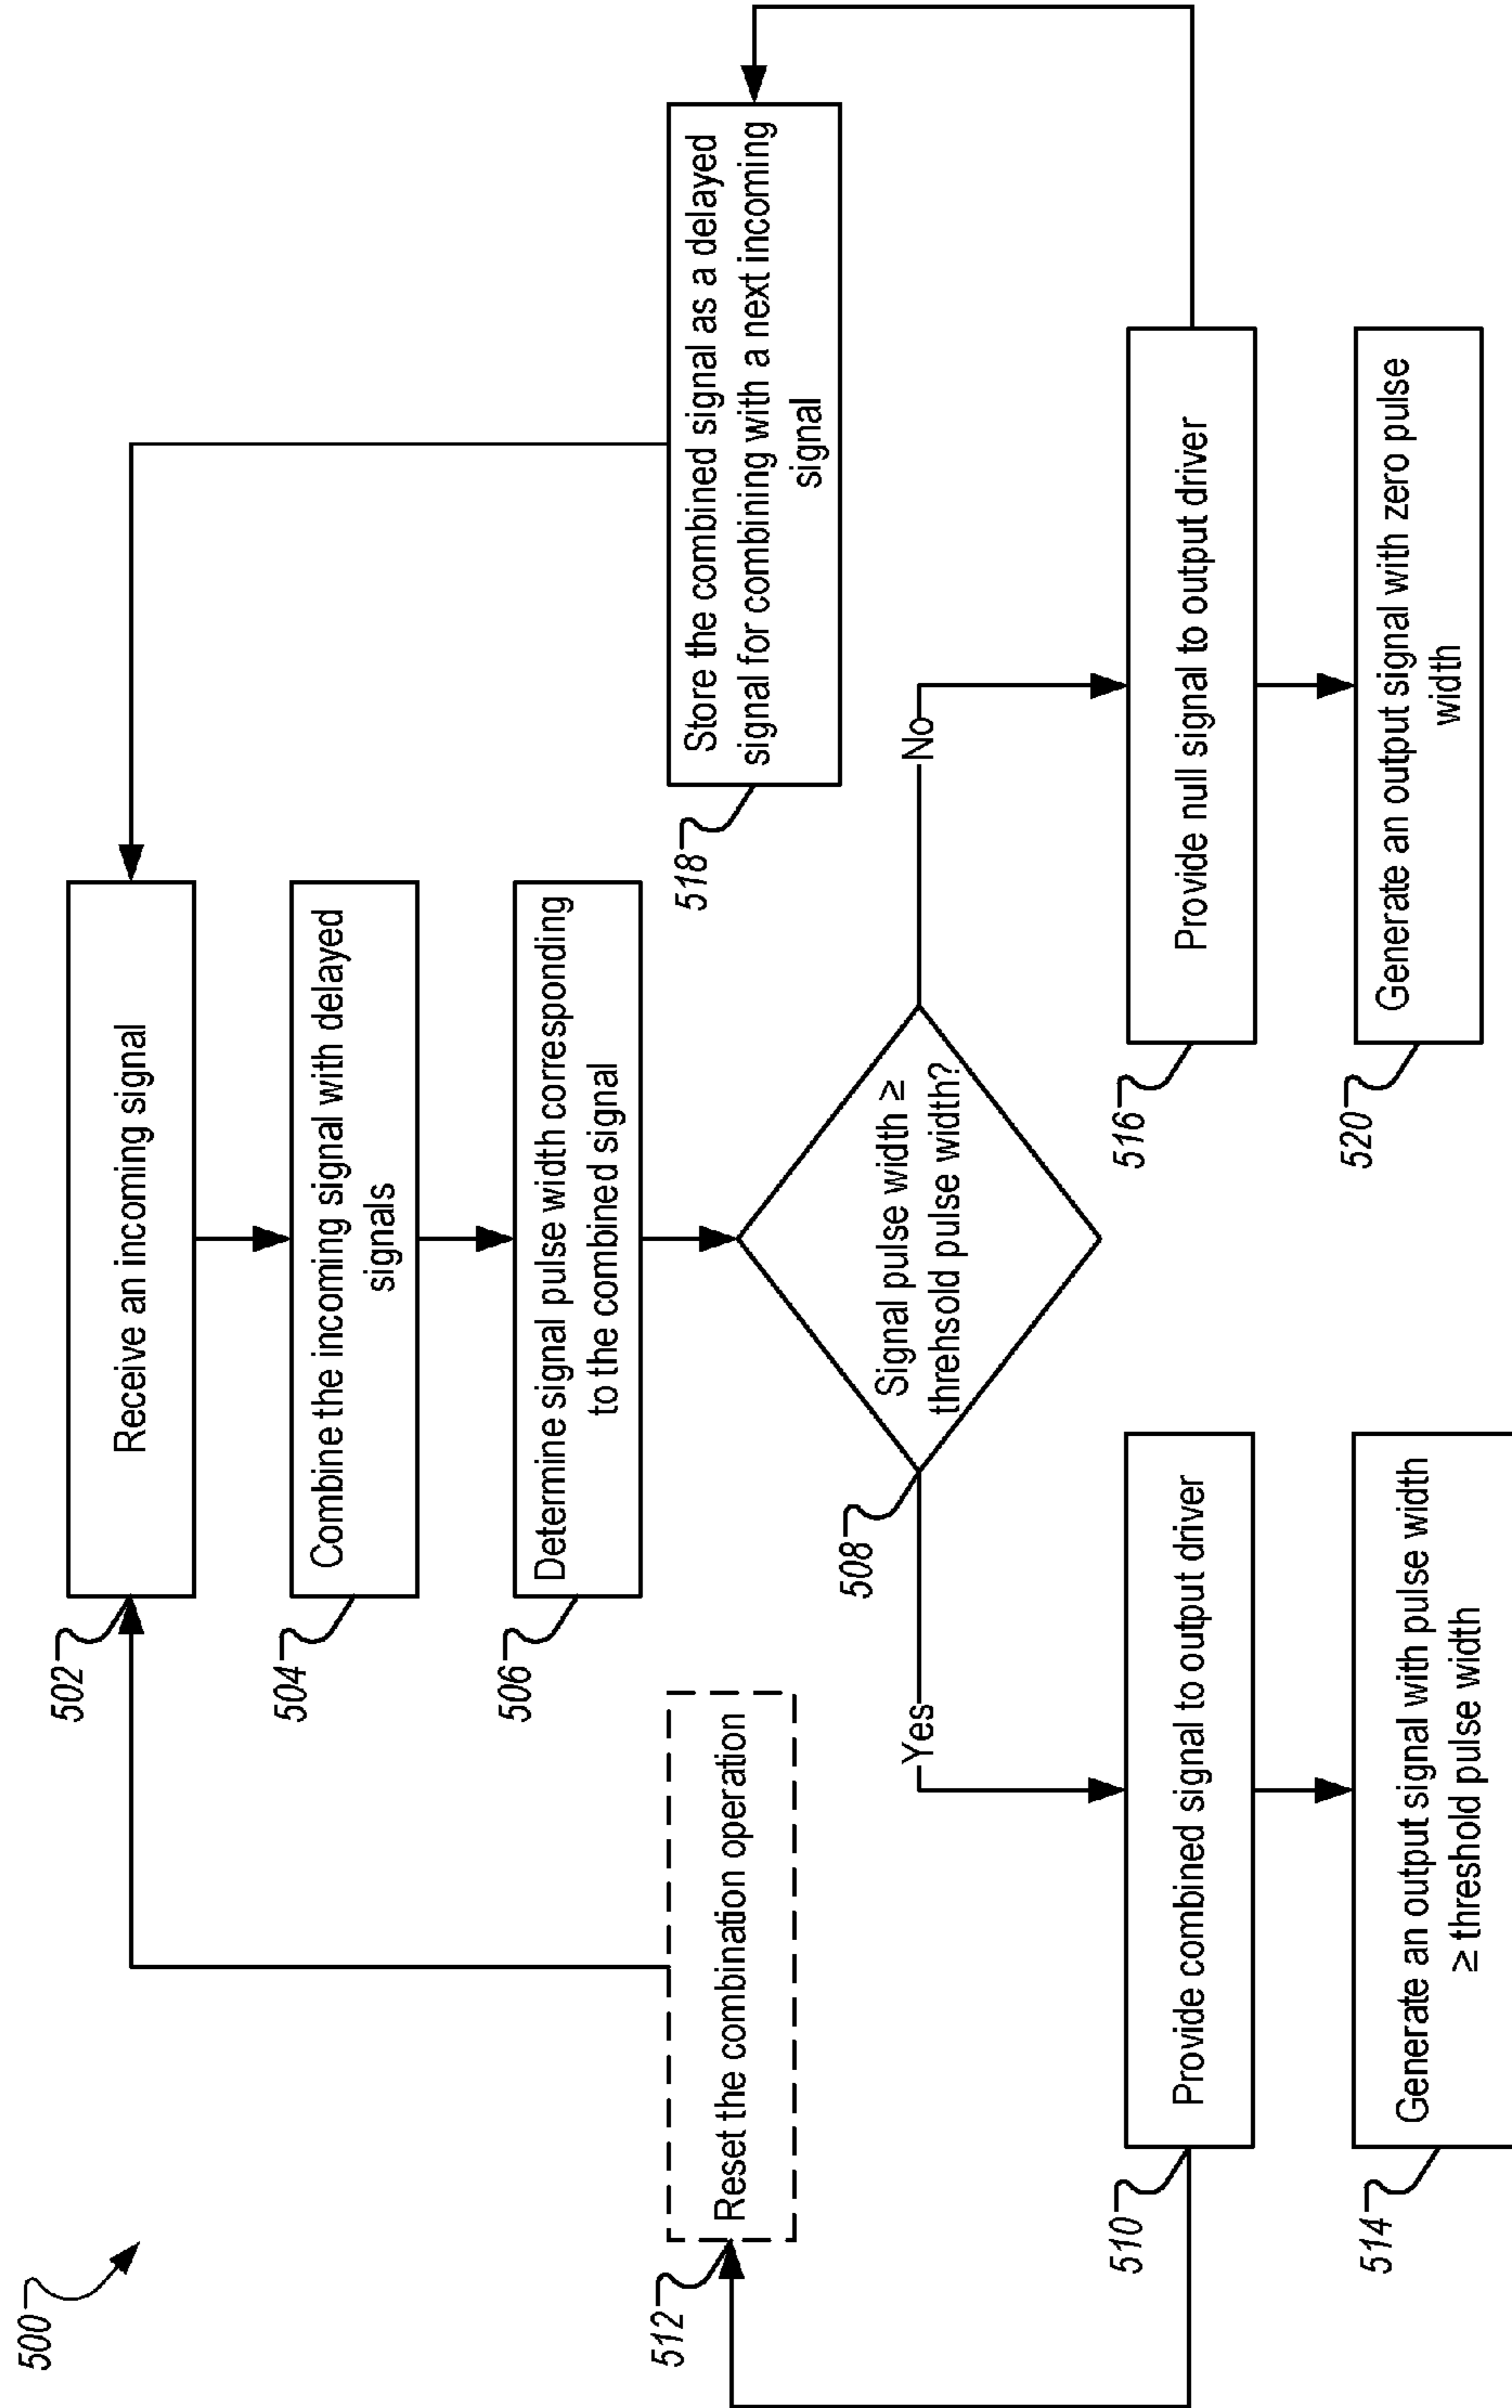 500
502
Receive an incoming signal
504
Combine the incoming signal with delayed
signals
506
Determine signal pulse width corresponding
to the combined signal
512
Reset the combination operation
518
Store the combined signal as a delayed
signal for combining with a next incoming
signal
508
Signal pulse width ≥
threhsold pulse width?
Yes
No
510
Provide combined signal to output driver
516
Provide null signal to output driver
514
Generate an output signal with pulse width
≥ threshold pulse width
520
Generate an output signal with zero pulse
width